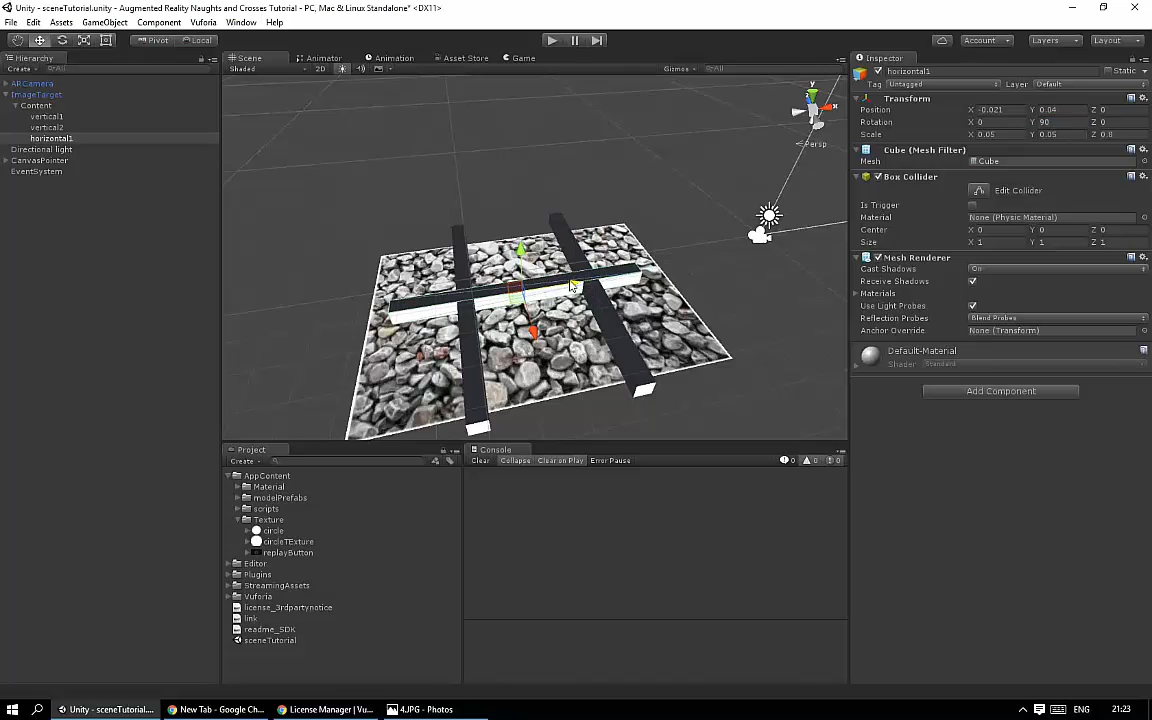 Unity - sceneTutorial.unity - Augmented Reality Naughts and Crosses Tutorial - PC, Mac & Linux Standalone* <DX11>
File Edit Assets GameObject Component Vuforia Window Help
Pivot Local Account Layers Layout
Hierarchy
Create All
ARCamera
ImageTarget
Content
vertical1
vertical2
horizontal1
Directional light
CanvasPointer
EventSystem
Scene Animator Animation Asset Store Game
Shaded 2D Gizmos All
y
x
Persp
Inspector
horizontal1 Static
Tag Untagged Layer Default
Transform
Position X -0.021 Y 0.04 Z 0
Rotation X 0 Y 90 Z 0
Scale X 0.05 Y 0.05 Z 0.8
Cube (Mesh Filter)
Mesh Cube
Box Collider
Edit Collider
Is Trigger
Material None (Physic Material)
Center X 0 Y 0 Z 0
Size X 1 Y 1 Z 1
Mesh Renderer
Cast Shadows On
Receive Shadows
Materials
Use Light Probes
Reflection Probes Blend Probes
Anchor Override None (Transform)
Default-Material
Shader Standard
Add Component
Project
Create
AppContent
Material
modelPrefabs
scripts
Texture
circle
circleTExture
replayButton
Editor
Plugins
StreamingAssets
Vuforia
license_3rdpartynotice
link
readme_SDK
sceneTutorial
Console
Clear Collapse Clear on Play Error Pause 0 0 0
Unity - sceneTutorial.... New Tab - Google Ch... License Manager | Vu... 4.JPG - Photos ENG 21:23